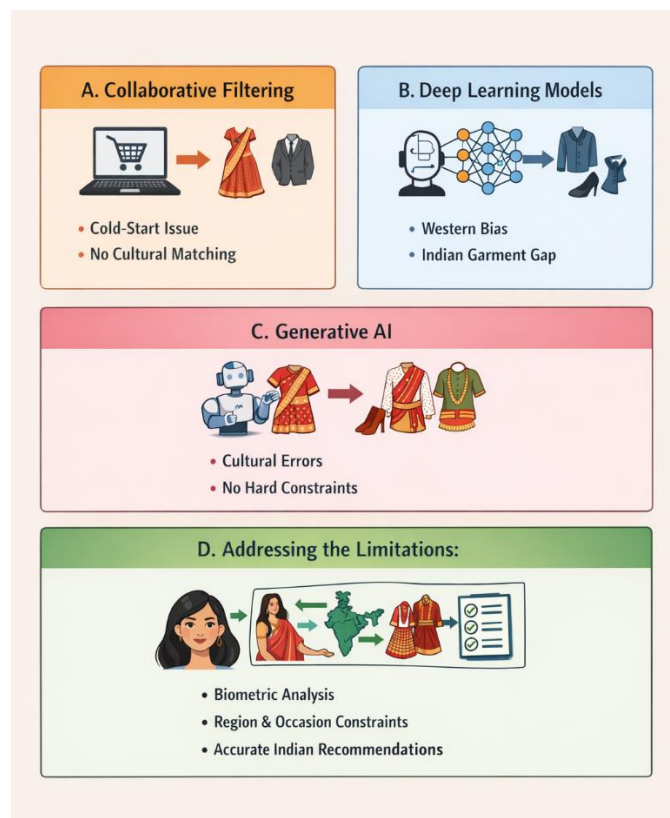 A. Collaborative Filtering
• Cold-Start Issue
• No Cultural Matching
B. Deep Learning Models
• Western Bias
• Indian Garment Gap
C. Generative AI
• Cultural Errors
• No Hard Constraints
D. Addressing the Limitations:
• Biometric Analysis
• Region & Occasion Constraints
• Accurate Indian Recommendations